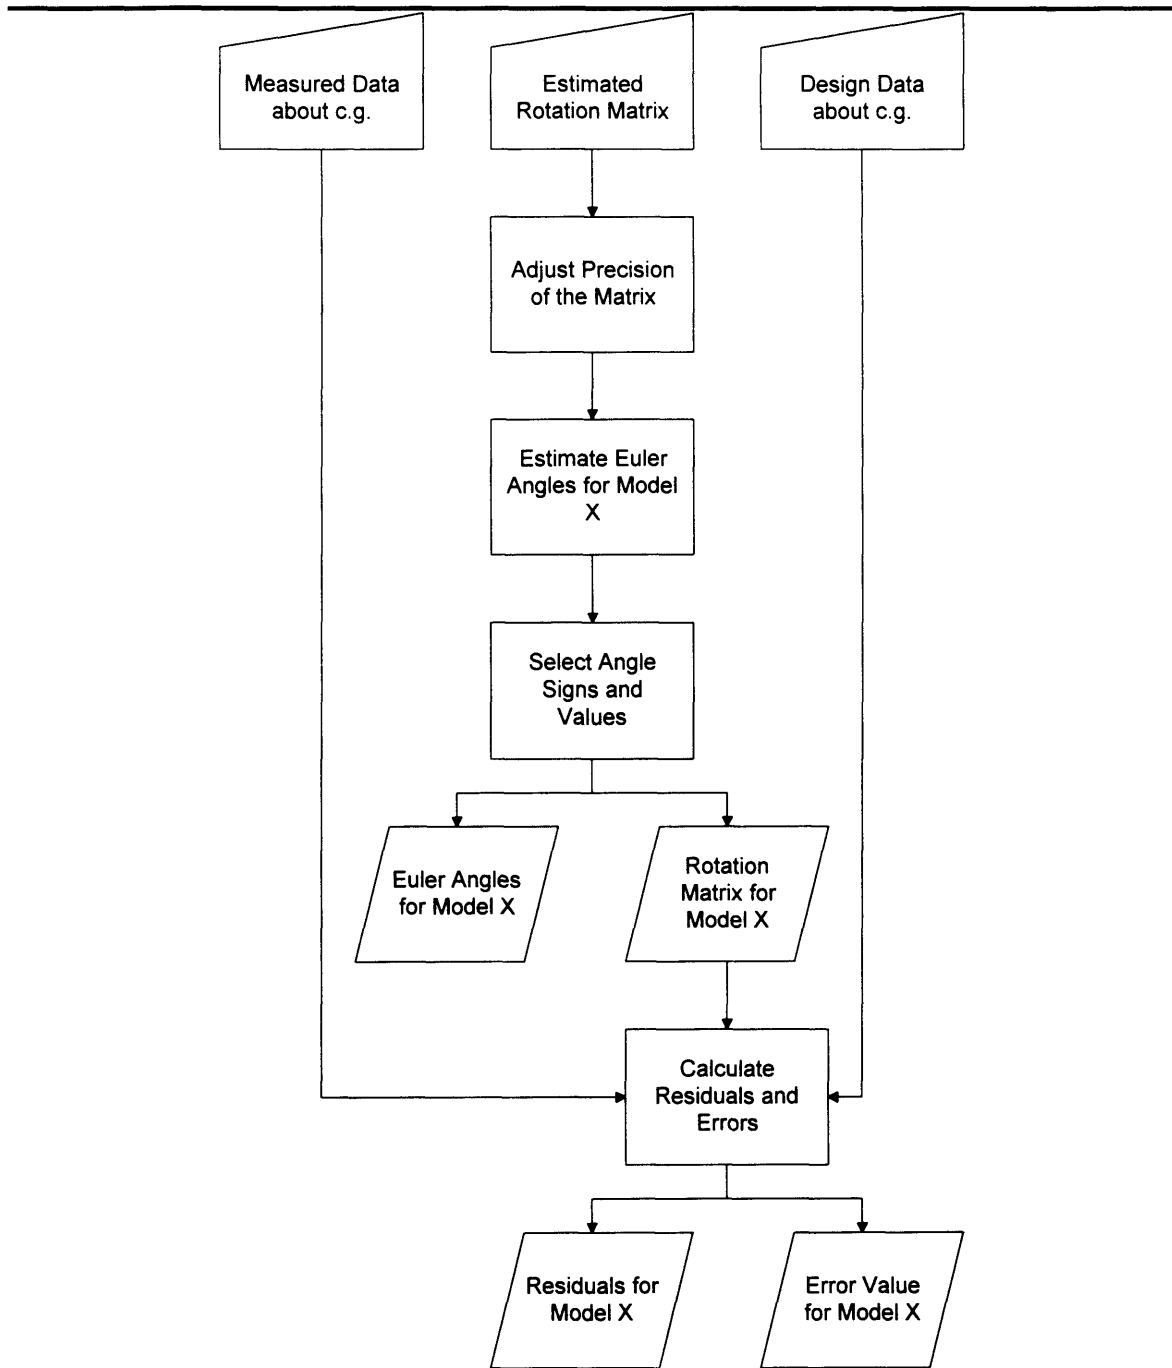 Measured Data
about c.g.
Estimated
Rotation Matrix
Design Data
about c.g.
Adjust Precision
of the Matrix
Estimate Euler
Angles for Model
X
Select Angle
Signs and
Values
Euler Angles
for Model X
Rotation
Matrix for
Model X
Calculate
Residuals and
Errors
Residuals for
Model X
Error Value
for Model X